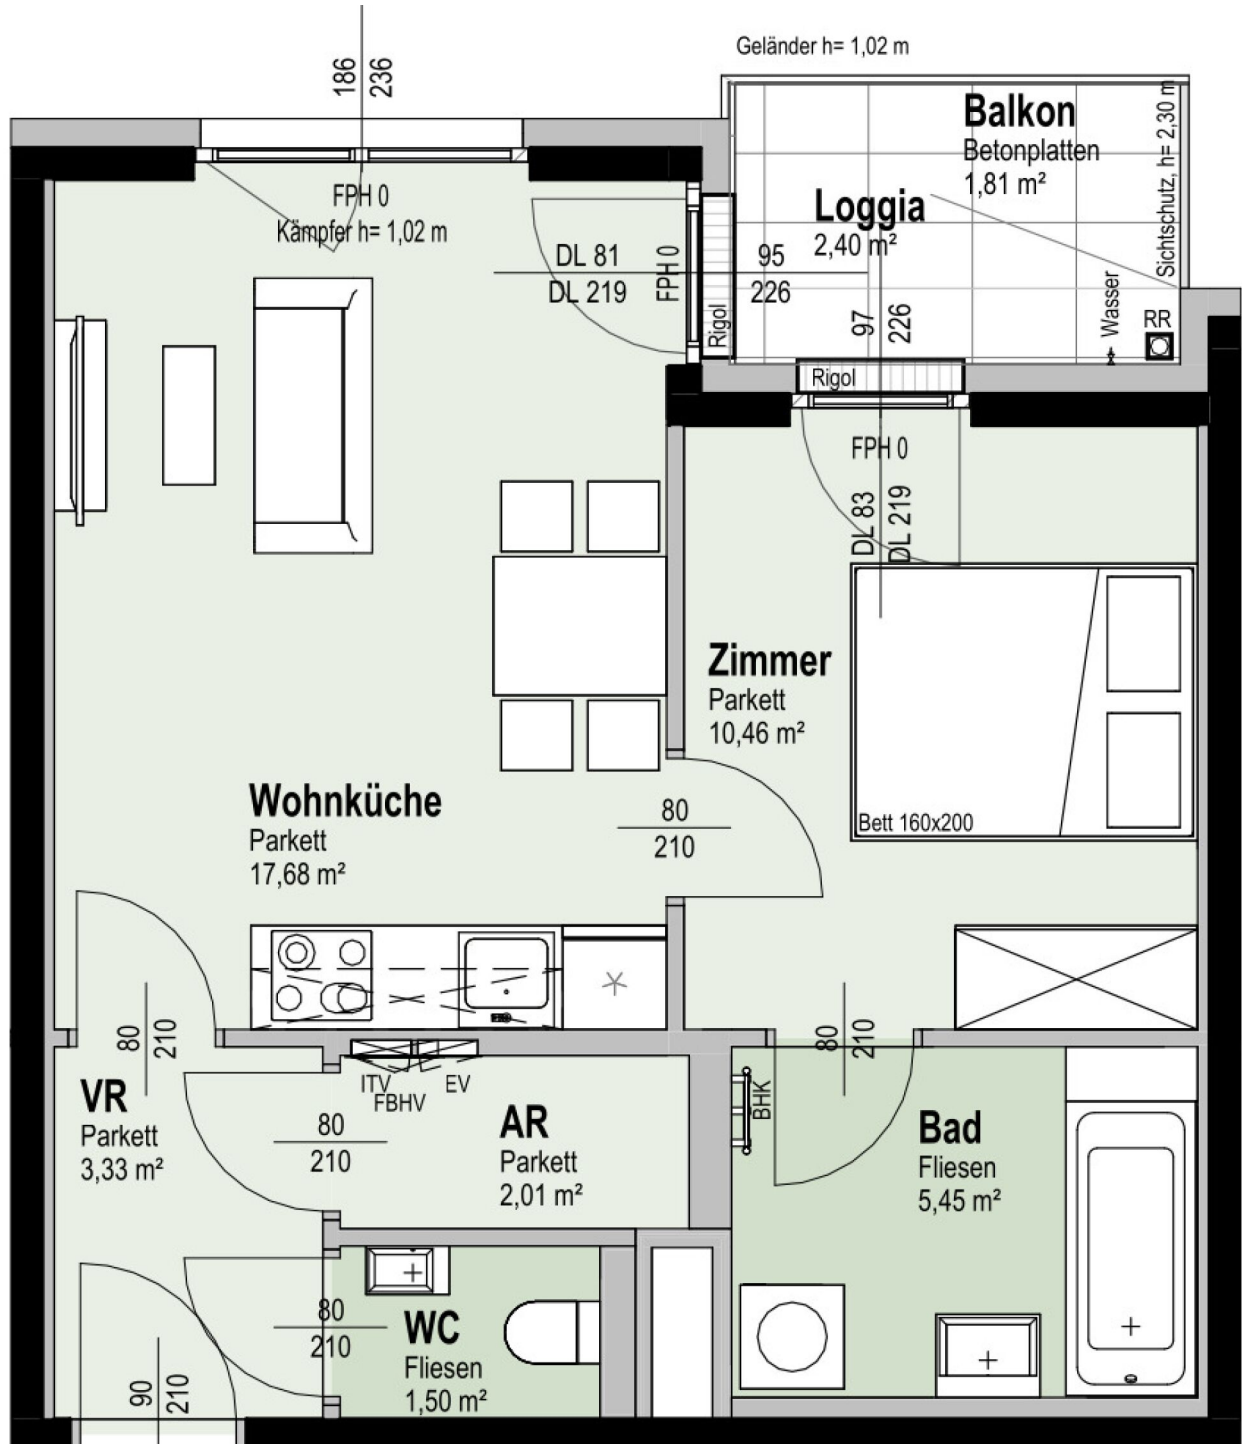 Geländer h= 1,02 m
186
236
Balkon
Betonplatten
1,81 m²
Sichtschutz, h= 2,30 m
FPH 0
Kämpfer h= 1,02 m
Loggia
2,40 m²
DL 81
DL 219
FPH 0
95
226
Rigol
97
226
Wasser
RR
Rigol
FPH 0
DL 83
DL 219
Zimmer
Parkett
10,46 m²
Bett 160x200
Wohnküche
Parkett
17,68 m²
80
210
80
210
80
210
ITV
FBHV
EV
BHK
VR
Parkett
3,33 m²
80
210
AR
Parkett
2,01 m²
Bad
Fliesen
5,45 m²
80
210
WC
Fliesen
1,50 m²
90
210